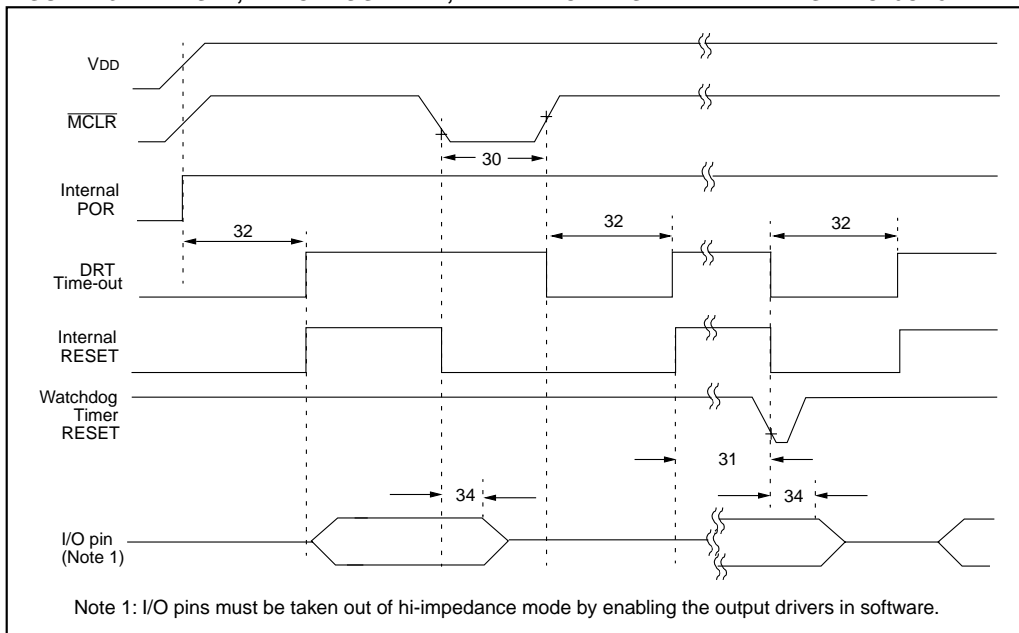 VDD
MCLR
30
Internal
POR
32
32
32
DRT
Time-out
Internal
RESET
Watchdog
Timer
RESET
31
34
34
I/O pin
(Note 1)
Note 1: I/O pins must be taken out of hi-impedance mode by enabling the output drivers in software.